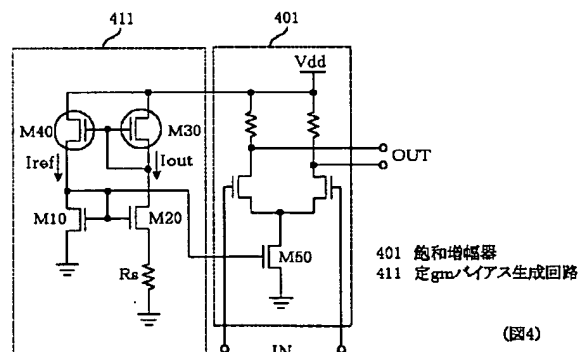 411
401
Vdd
M40
M30
Iref
Iout
OUT
M10
M20
M50
Rs
401 飽和増幅器
411 定gmバイアス生成回路
IN
(図4)